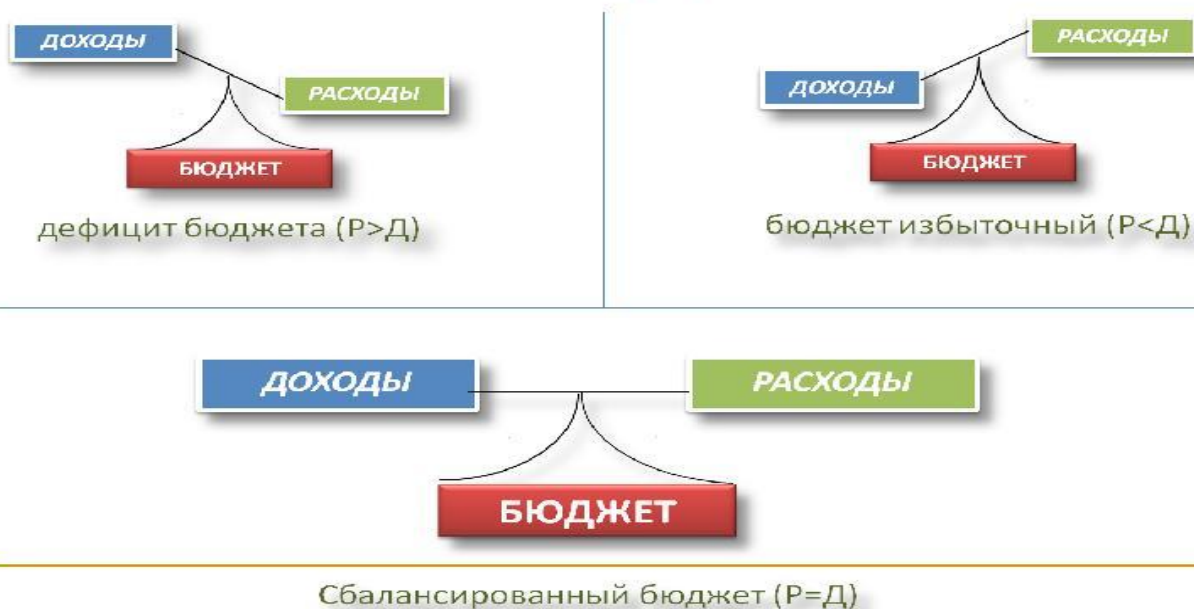 ДОХОДЫ
РАСХОДЫ
БЮДЖЕТ
дефицит бюджета (Р>Д)
РАСХОДЫ
ДОХОДЫ
БЮДЖЕТ
бюджет избыточный (Р<Д)
ДОХОДЫ
РАСХОДЫ
БЮДЖЕТ
Сбалансированный бюджет (Р=Д)